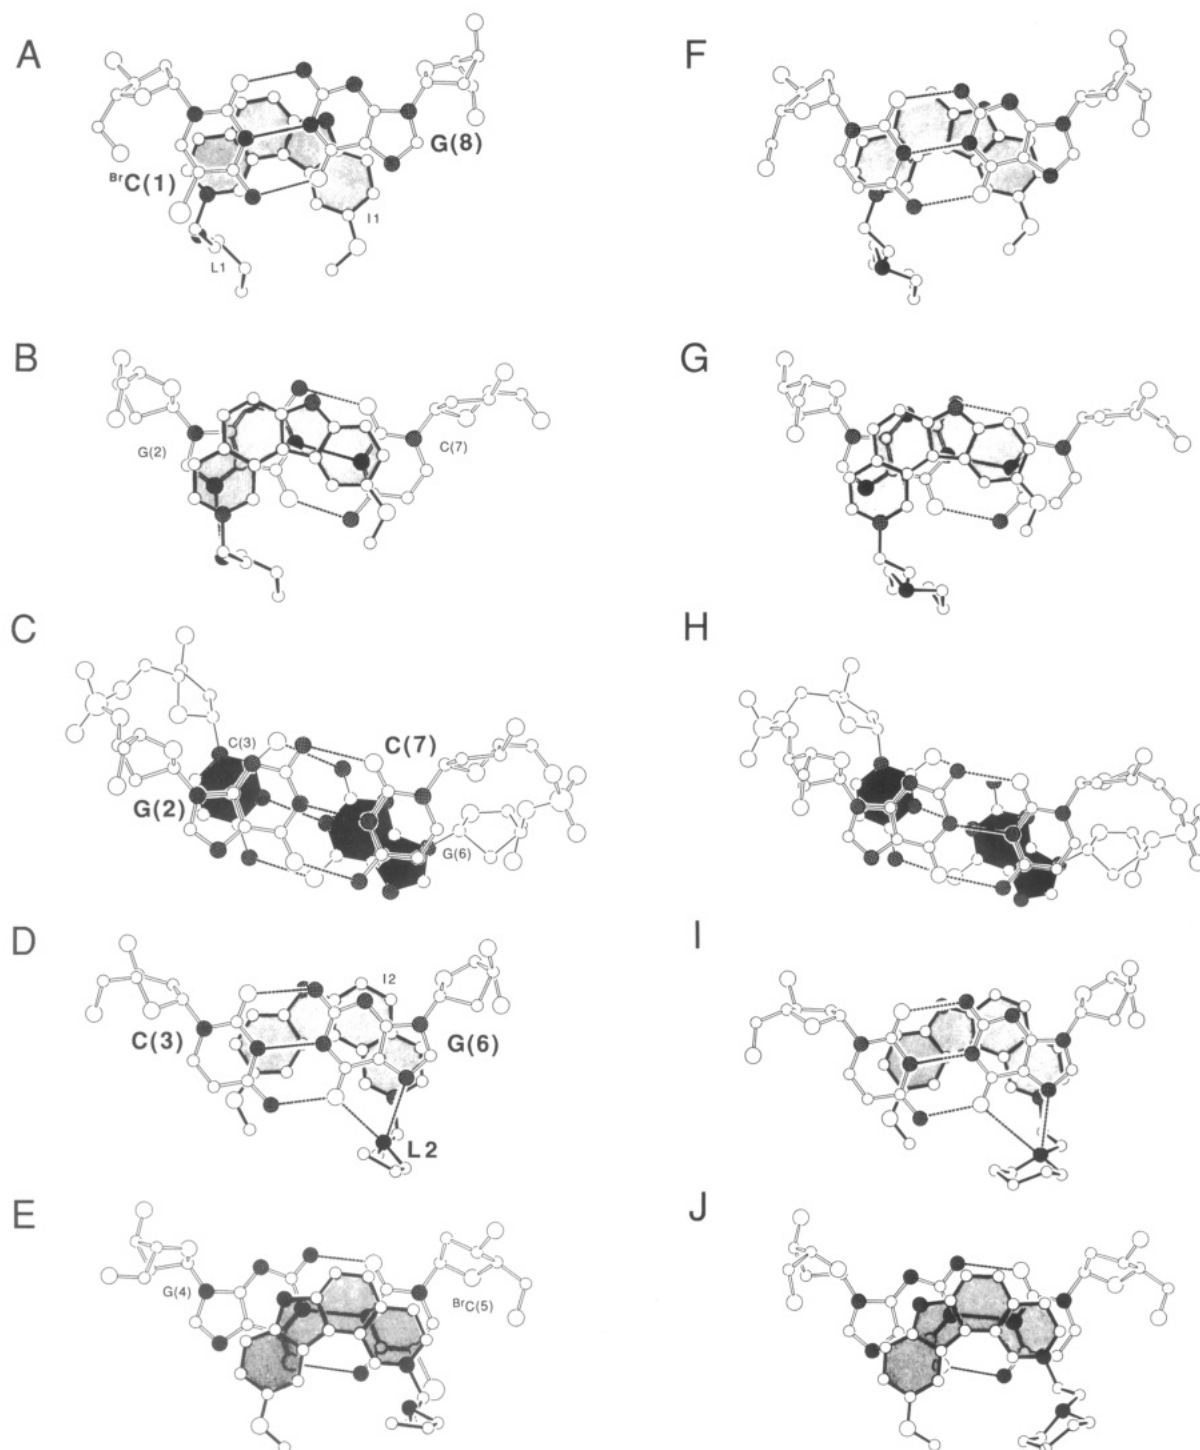 A
F
BrC(1)
G(8)
I1
L1
B
G
G(2)
C(7)
C
H
C(3)
C(7)
G(2)
G(6)
D
I
I2
C(3)
G(6)
L2
E
J
G(4)
BrC(5)